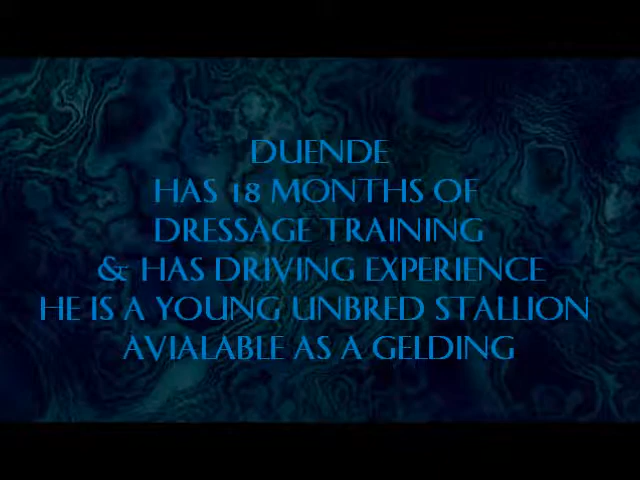 DUENDE
HAS 18 MONTHS OF
DRESSAGE TRAINING
& HAS DRIVING EXPERIENCE
HE IS A YOUNG UNBRED STALLION
AVIALABLE AS A GELDING